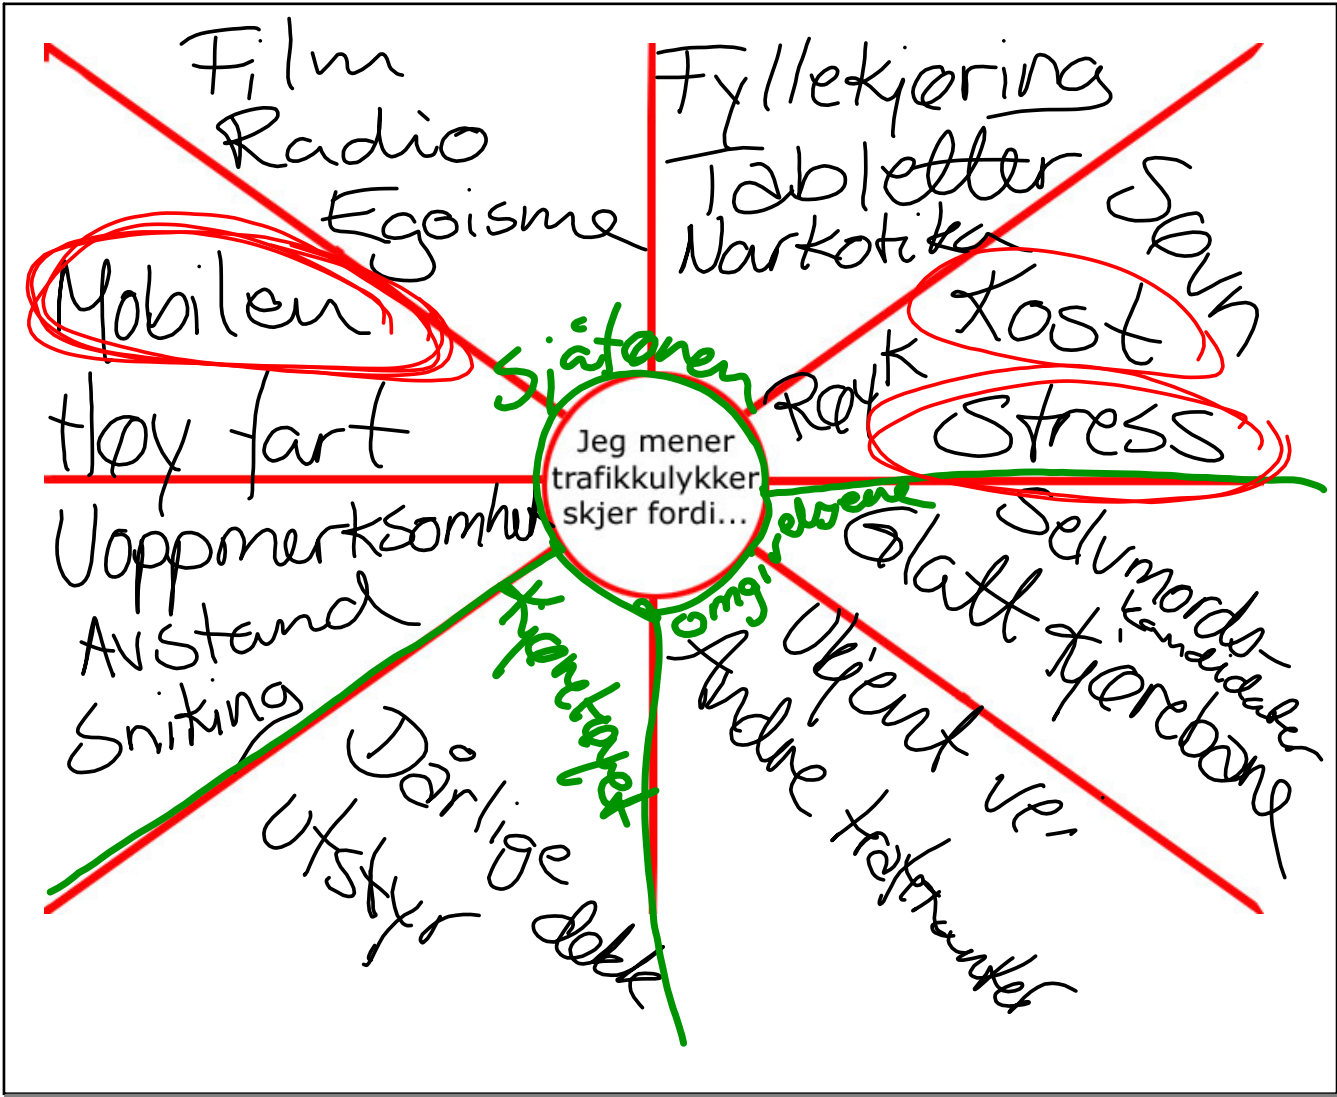 Film
Radio
Egoisme
Fyllekjøring
Tabletter
Narkotika
Søvn
Kost
Røyk
Stress
Mobilen
Høy fart
sjåføren
Jeg mener
trafikkulykker
skjer fordi...
Uoppmerksomhet
Avstand
Sniking
kjøretøyet
Dårlige
dekk
Utstyr
omgivelsene
Selvmords-
kandidater
Glatt kjørebane
Ukjent vei
Andre trafikanter